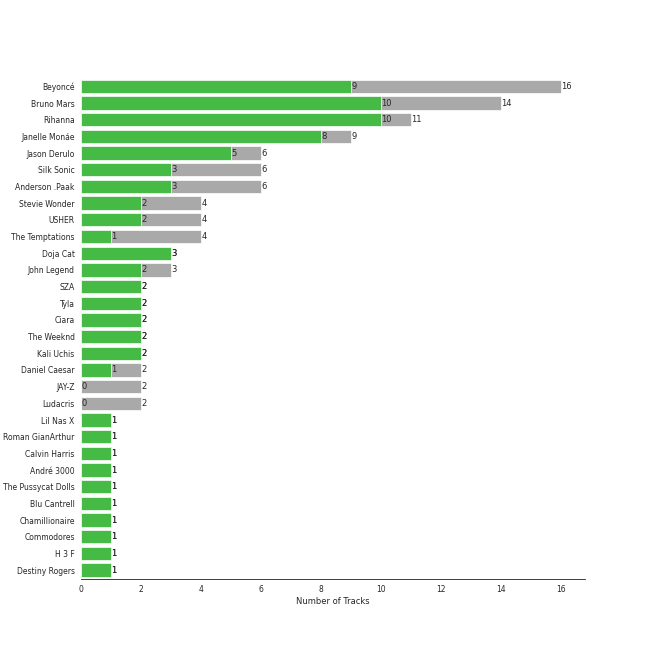 Beyoncé 9 16
Bruno Mars 10 14
Rihanna 10 11
Janelle Monáe 8 9
Jason Derulo 5 6
Silk Sonic 3 6
Anderson .Paak 3 6
Stevie Wonder 2 4
USHER 2 4
The Temptations 1 4
Doja Cat 3
John Legend 2 3
SZA 2
Tyla 2
Ciara 2
The Weeknd 2
Kali Uchis 2
Daniel Caesar 1 2
JAY-Z 0 2
Ludacris 0 2
Lil Nas X 1
Roman GianArthur 1
Calvin Harris 1
André 3000 1
The Pussycat Dolls 1
Blu Cantrell 1
Chamillionaire 1
Commodores 1
H 3 F 1
Destiny Rogers 1
0 2 4 6 8 10 12 14 16
Number of Tracks